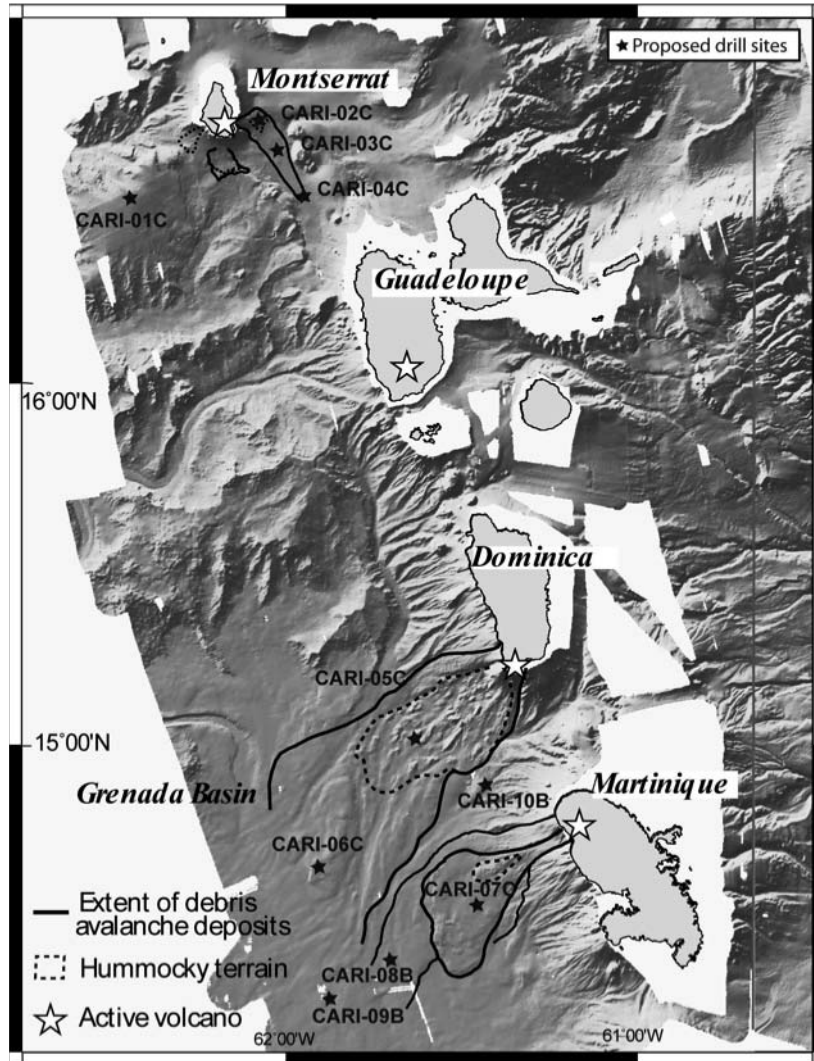 ★ Proposed drill sites
Montserrat
CARI-02C
CARI-03C
CARI-04C
CARI-01C
Guadeloupe
16°00'N
Dominica
CARI-05C
15°00'N
Grenada Basin
CARI-10B
Martinique
CARI-06C
CARI-07C
Extent of debris
avalanche deposits
Hummocky terrain
CARI-08B
Active volcano
CARI-09B
62°00'W
61°00'W